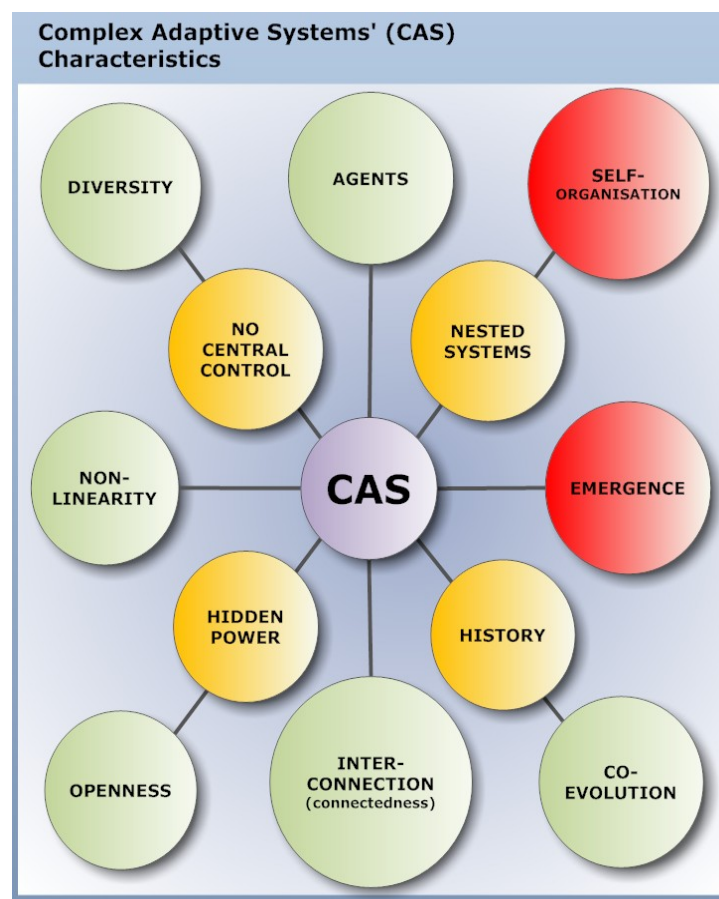 Complex Adaptive Systems' (CAS)
Characteristics
DIVERSITY
AGENTS
SELF-
ORGANISATION
NO
CENTRAL
CONTROL
NESTED
SYSTEMS
NON-
LINEARITY
CAS
EMERGENCE
HIDDEN
POWER
HISTORY
OPENNESS
INTER-
CONNECTION
(connectedness)
CO-
EVOLUTION